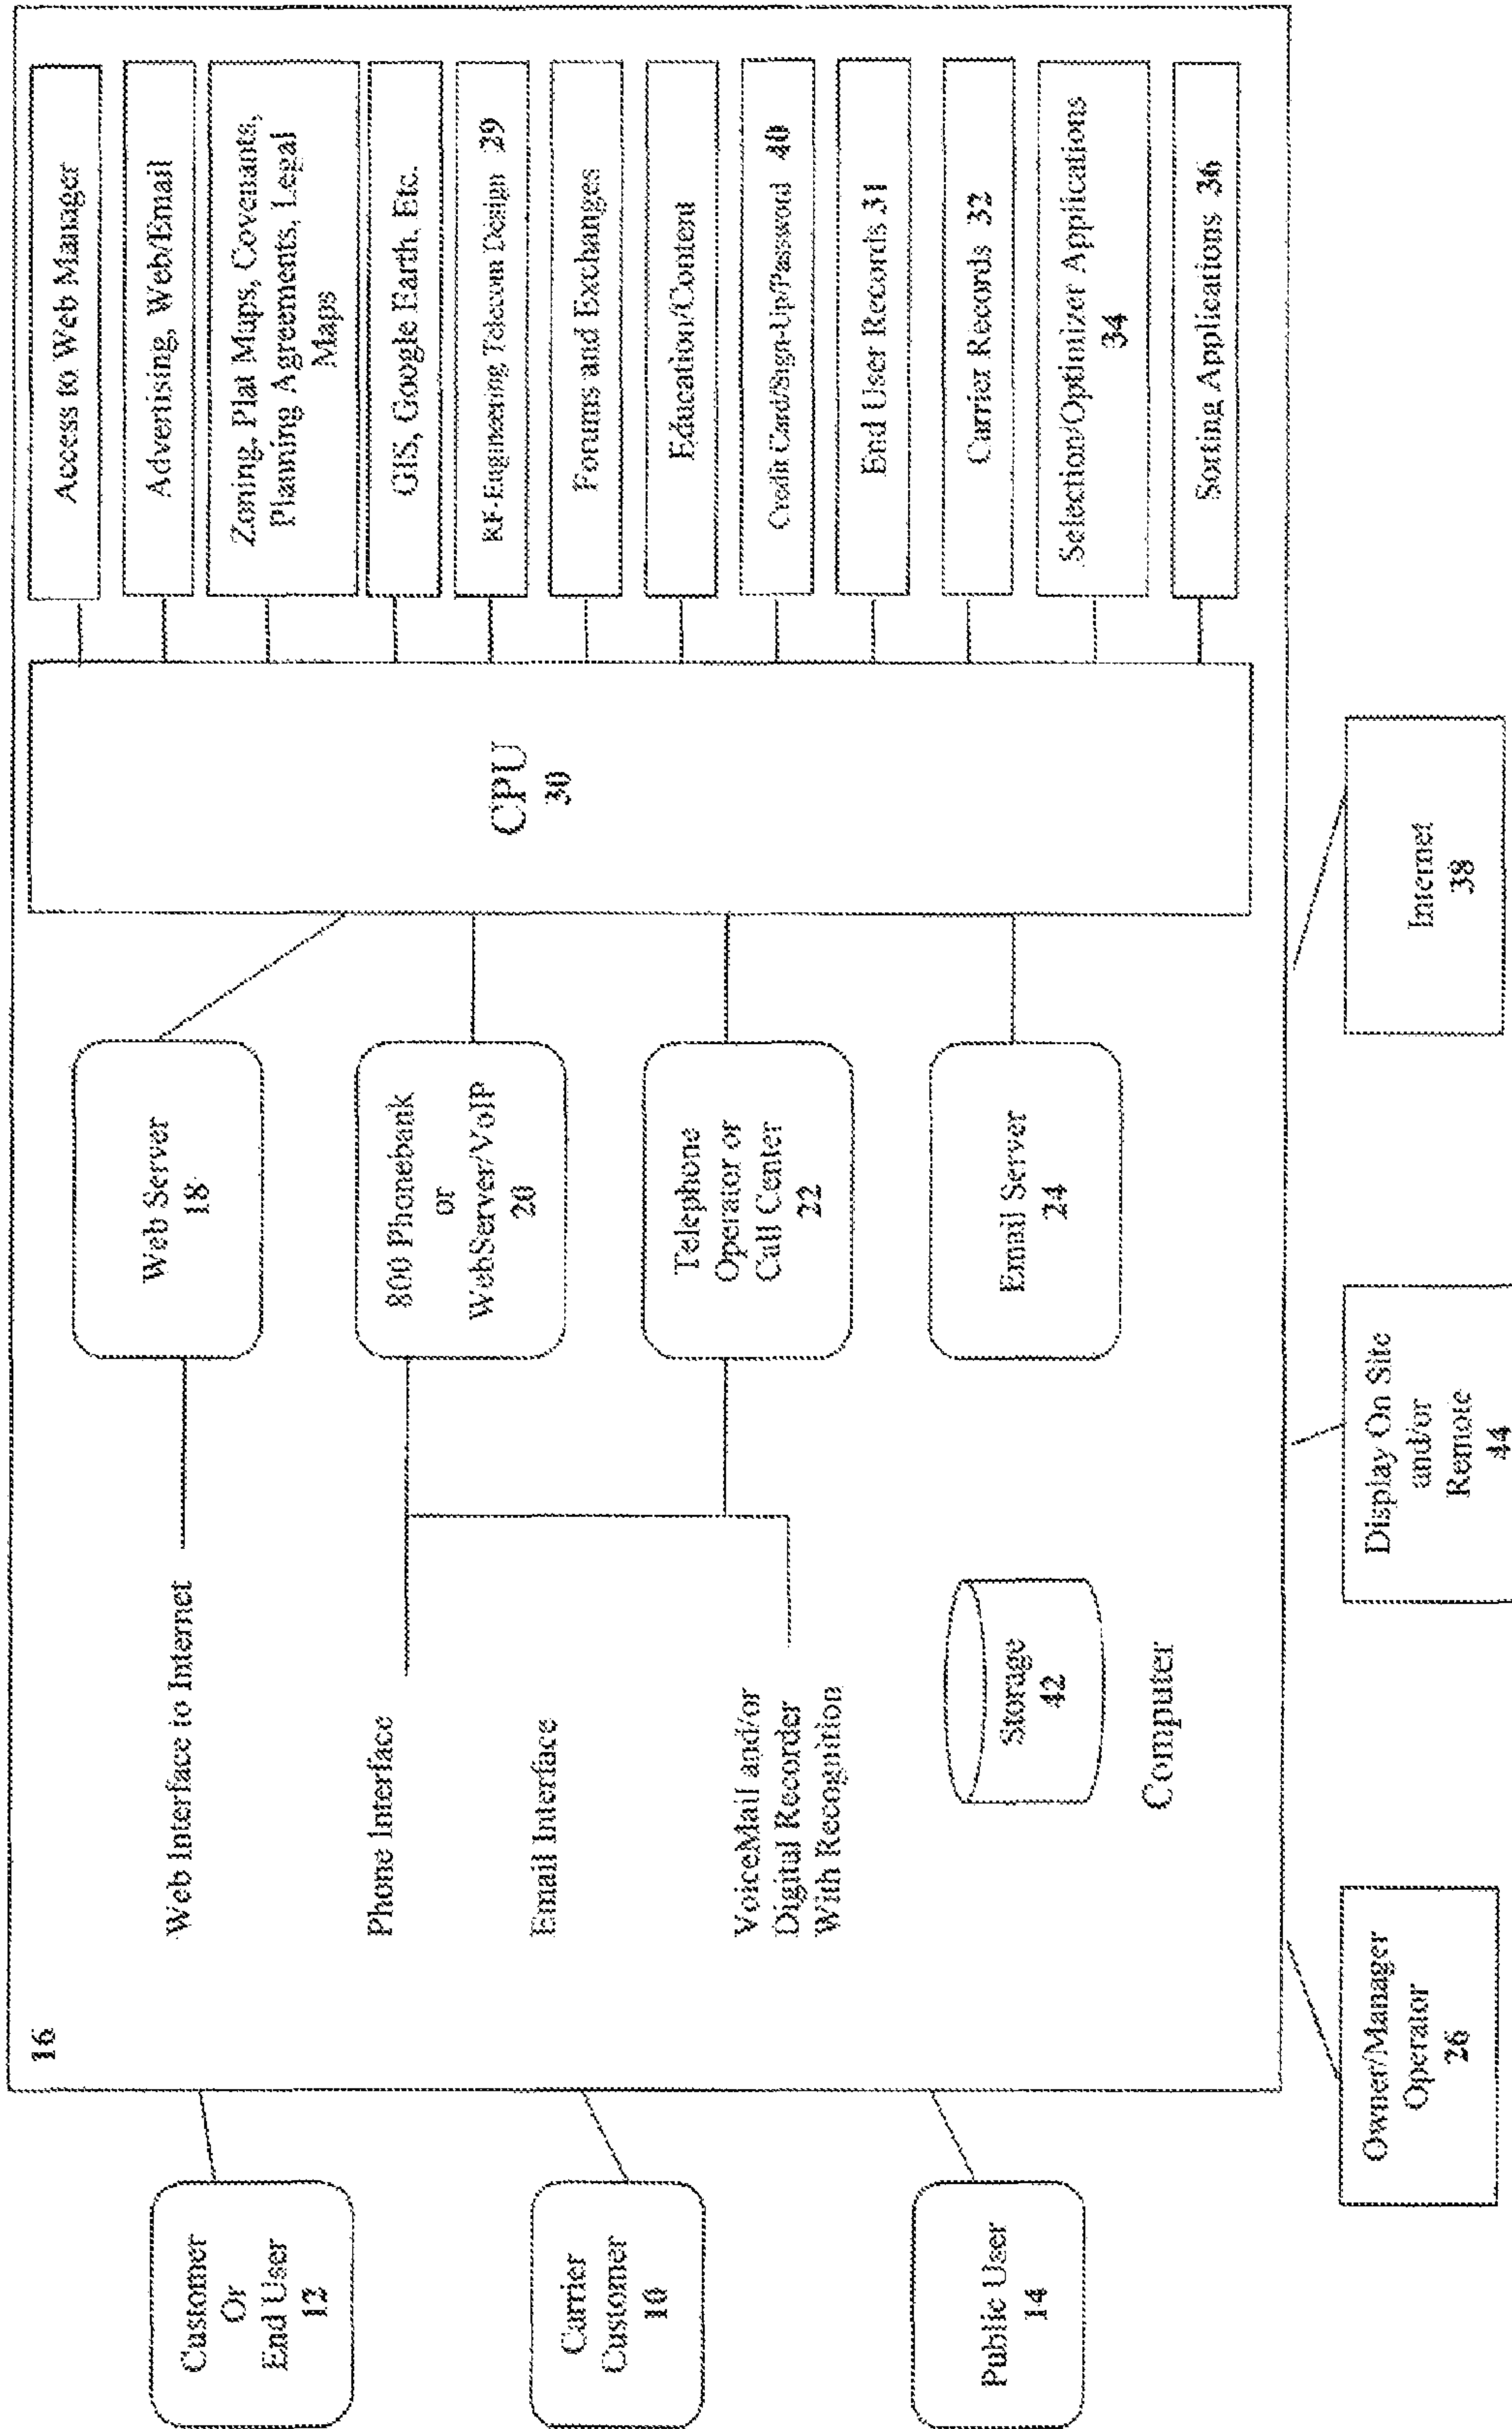 16
Customer
Or
End User
12
Carrier
Customer
10
Public User
14
Web Interface to Internet
Phone Interface
Email Interface
VoiceMail and/or
Digital Recorder
With Recognition
Storage
42
Computer
Web Server
18
800 Phonebank
or
WebServer/VoIP
20
Telephone
Operator or
Call Center
22
Email Server
24
CPU
30
Access to Web Manager
Advertising, Web/Email
Zoning, Plat Maps, Covenants,
Planning Agreements, Legal
Maps
GIS, Google Earth, Etc.
RF-Engineering Telecom Design 29
Forums and Exchanges
Education/Content
Credit Card/Sign-Up/Password 40
End User Records 31
Carrier Records 32
Selection/Optimizer Applications
34
Sorting Applications 36
Owner/Manager
Operator
26
Display On Site
and/or
Remote
44
Internet
38